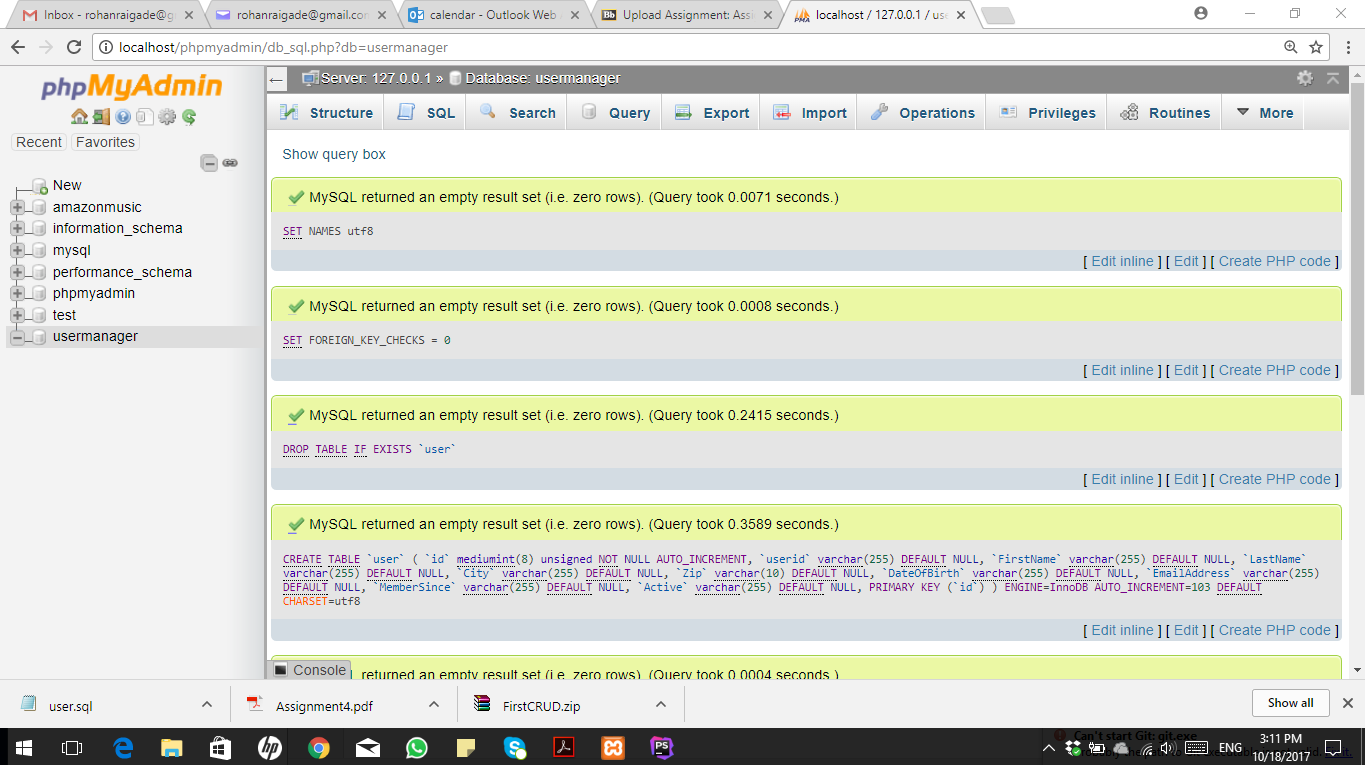 Inbox - rohanraigade@g
rohanraigade@gmail.con
calendar - Outlook Web
Upload Assignment: Assi
localhost / 127.0.0.1 / use
localhost/phpmyadmin/db_sql.php?db=usermanager
phpMyAdmin
Recent Favorites
New
amazonmusic
information_schema
mysql
performance_schema
phpmyadmin
test
usermanager
Server: 127.0.0.1 » Database: usermanager
Structure SQL Search Query Export Import Operations Privileges Routines More
Show query box
MySQL returned an empty result set (i.e. zero rows). (Query took 0.0071 seconds.)
SET NAMES utf8
[ Edit inline ] [ Edit ] [ Create PHP code ]
MySQL returned an empty result set (i.e. zero rows). (Query took 0.0008 seconds.)
SET FOREIGN_KEY_CHECKS = 0
[ Edit inline ] [ Edit ] [ Create PHP code ]
MySQL returned an empty result set (i.e. zero rows). (Query took 0.2415 seconds.)
DROP TABLE IF EXISTS `user`
[ Edit inline ] [ Edit ] [ Create PHP code ]
MySQL returned an empty result set (i.e. zero rows). (Query took 0.3589 seconds.)
CREATE TABLE `user` ( `id` mediumint(8) unsigned NOT NULL AUTO_INCREMENT, `userid` varchar(255) DEFAULT NULL, `FirstName` varchar(255) DEFAULT NULL, `LastName`
varchar(255) DEFAULT NULL, `City` varchar(255) DEFAULT NULL, `Zip` varchar(10) DEFAULT NULL, `DateOfBirth` varchar(255) DEFAULT NULL, `EmailAddress` varchar(255)
DEFAULT NULL, `MemberSince` varchar(255) DEFAULT NULL, `Active` varchar(255) DEFAULT NULL, PRIMARY KEY (`id`) ) ENGINE=InnoDB AUTO_INCREMENT=103 DEFAULT
CHARSET=utf8
[ Edit inline ] [ Edit ] [ Create PHP code ]
returned an empty result set (i.e. zero rows). (Query took 0.0004 seconds.)
Console
user.sql
Assignment4.pdf
FirstCRUD.zip
Show all
Can't start Git: git.exe
ENG
3:11 PM
10/18/2017